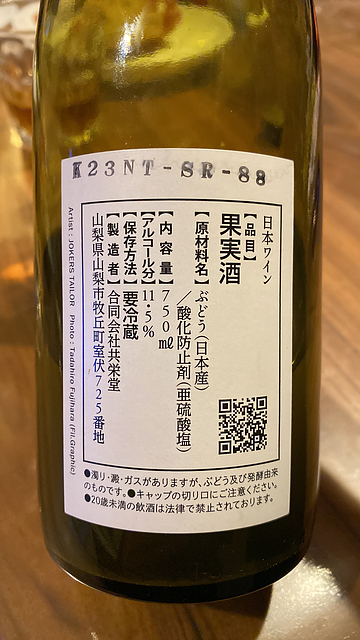 K23NT-SR-88
日本ワイン
【品目】
果実酒
【原材料名】ぶどう(日本産)
／酸化防止剤(亜硫酸塩)
【内容量】750㎖
【アルコール分】11.5%
【保存方法】要冷蔵
【製造者】合同会社共栄堂
山梨県山梨市牧丘町室伏725番地
Artist : JOKERS TAILOR Photo : Tadahiro Fujihara (Fil.Graphic)
●濁り・澱・ガスがありますが、ぶどう及び発酵由来
のものです。●キャップの切り口にご注意ください。
●20歳未満の飲酒は法律で禁止されております。